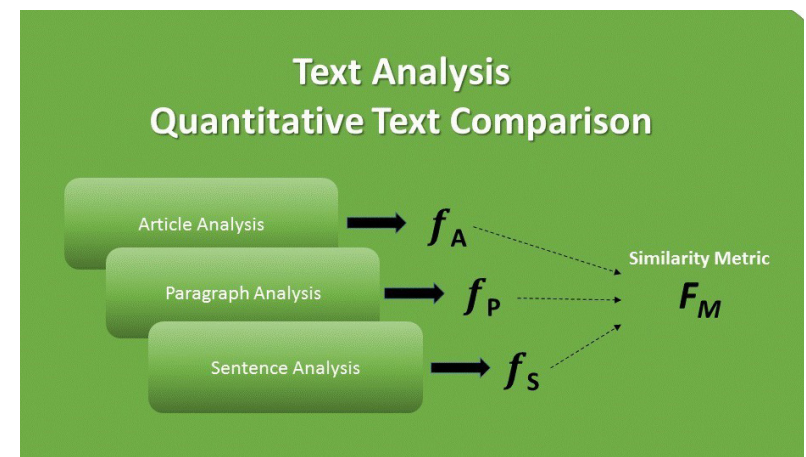 Text Analysis
Quantitative Text Comparison
Article Analysis
f A
Similarity Metric
Paragraph Analysis
f P
F M
Sentence Analysis
f S